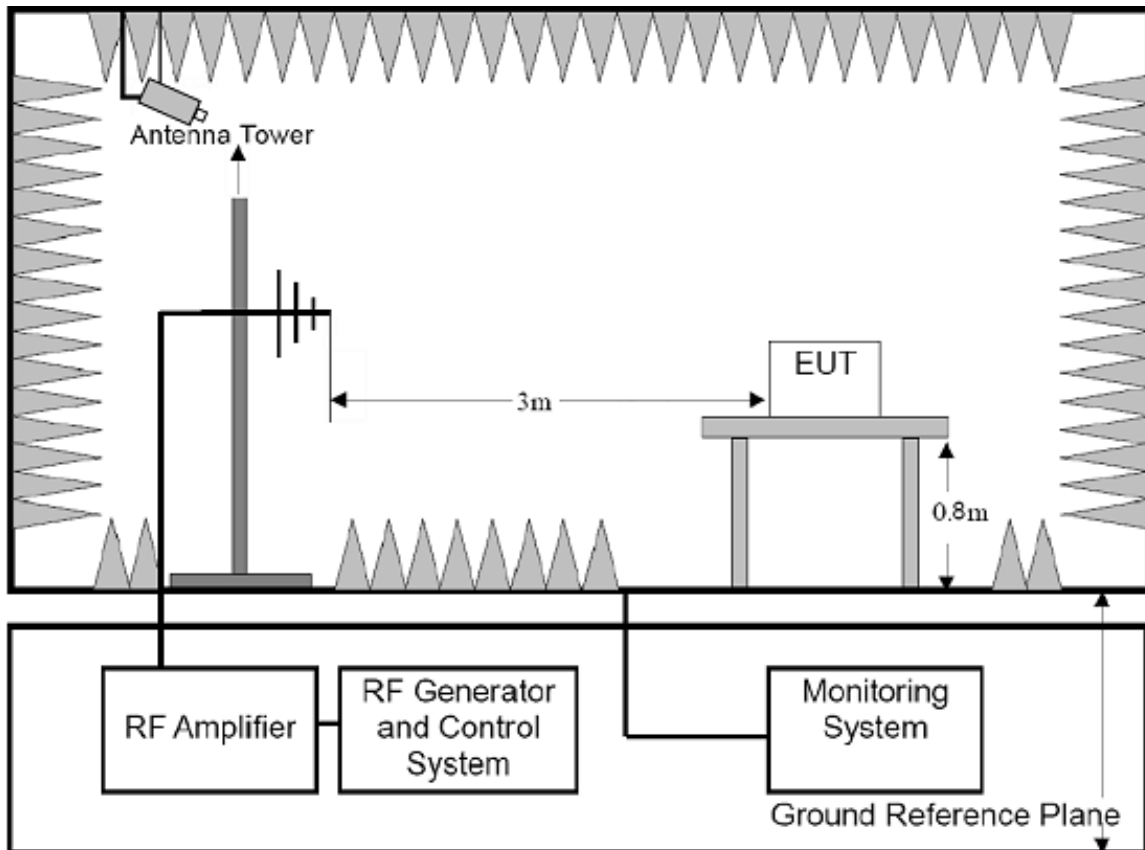 Antenna Tower
EUT
3m
0.8m
RF Amplifier
RF Generator
and Control
System
Monitoring
System
Ground Reference Plane